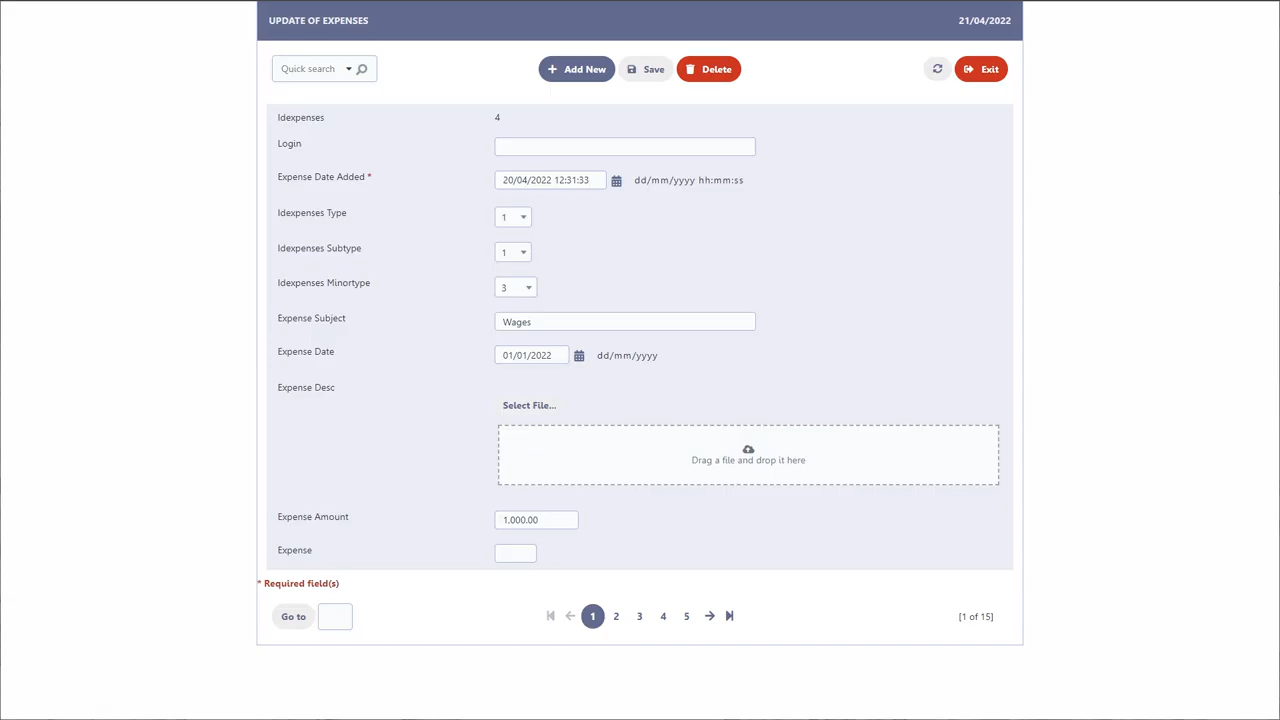 UPDATE OF EXPENSES 21/04/2022
Quick search Add New Save Delete Exit
Idexpenses 4
Login
Expense Date Added * 20/04/2022 12:31:33 dd/mm/yyyy hh:mm:ss
Idexpenses Type 1
Idexpenses Subtype 1
Idexpenses Minortype 3
Expense Subject Wages
Expense Date 01/01/2022 dd/mm/yyyy
Expense Desc
Select File...
Drag a file and drop it here
Expense Amount 1,000.00
Expense
* Required field(s)
Go to 1 2 3 4 5 [1 of 15]